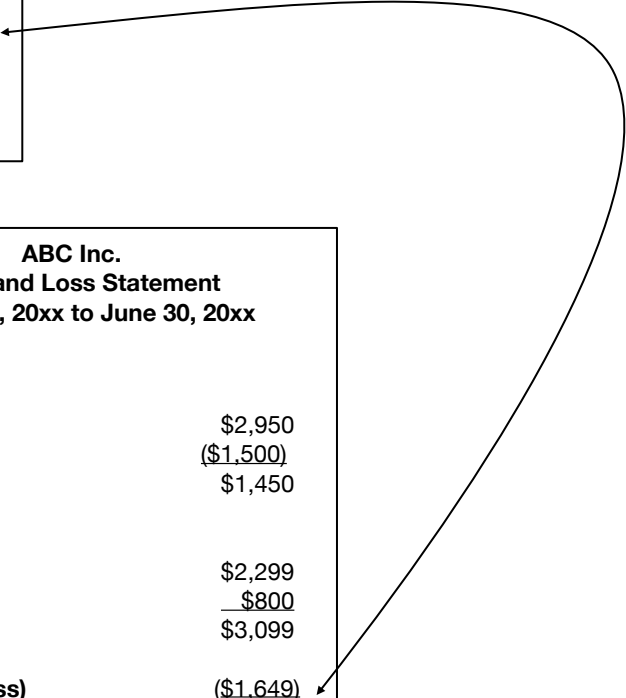 ABC Inc.
and Loss Statement
, 20xx to June 30, 20xx
$2,950
($1,500)
$1,450
$2,299
$800
$3,099
ss) ($1,649)